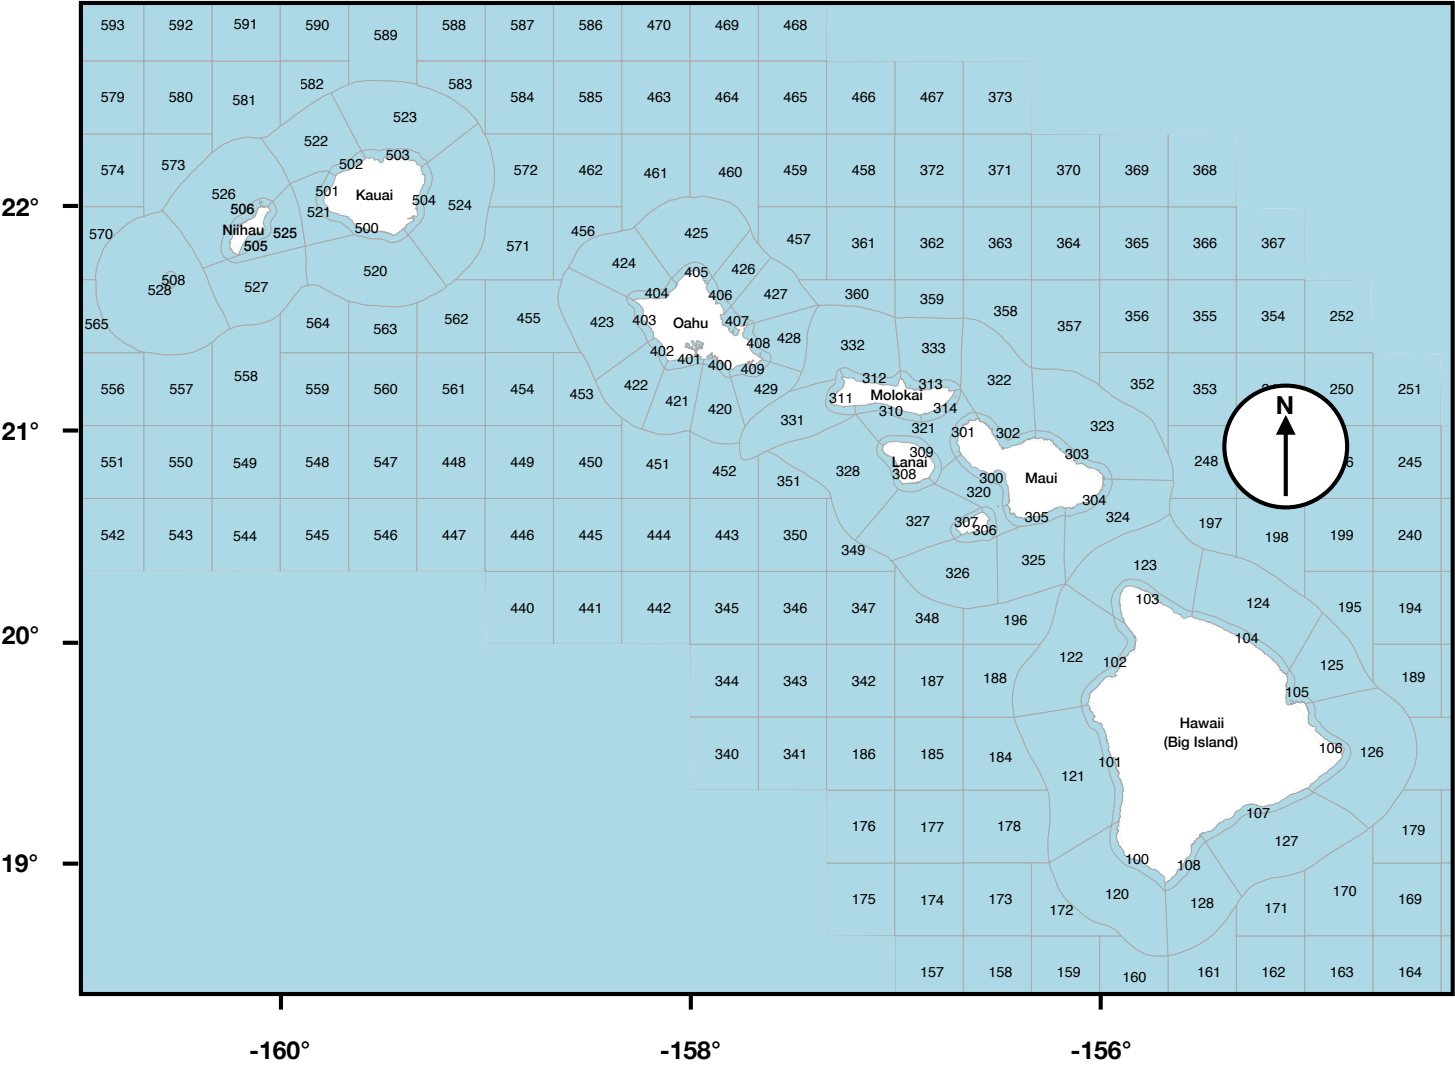 593 592 591 590 589 588 587 586 470 469 468
579 580 581 582 583 584 585 463 464 465 466 467 373
523
522
574 573 502 503 572 462 461 460 459 458 372 371 370 369 368
526 501 Kauai 504 524
506 521
22°
570 Niihau 525 500 571 456 425 457 361 362 363 364 365 366 367
505
424 405 426
508 520
528 527 404 406 427 360 359 358
565 564 563 562 455 423 403 Oahu 407 428 357 356 355 354 252
402 401 400 408 332 333
409
556 557 558 559 560 561 454 453 422 421 420 429 311 312 Molokai 313 314 322 352 353 250 251
310
N
21°
331 321 301 302 323
551 550 549 548 547 448 449 450 451 452 351 328 309 303 248 6 245
Lanai
308 300 Maui
320 304
542 543 544 545 546 447 446 445 444 443 350 349 327 307 306 305 324 197 198 199 240
326 325 123
440 441 442 345 346 347 348 196 103 124 195 194
20°
104
344 343 342 187 188 122 102 125 189
105
Hawaii
(Big Island)
340 341 186 185 184 121 101 106 126
176 177 178 107 127 179
19°
100 108
175 174 173 172 120 128 171 170 169
157 158 159 160 161 162 163 164
-160° -158° -156°